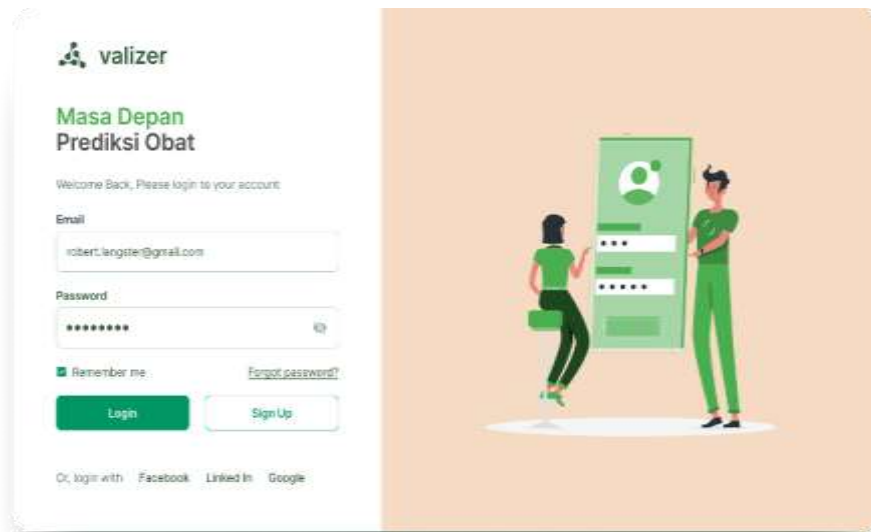 valizer
Masa Depan
Prediksi Obat
Welcome Back, Please login to your account
Email
robert.langster@gmail.com
Password
Remember me Forgot password?
Login Sign Up
Or, login with Facebook Linked In Google